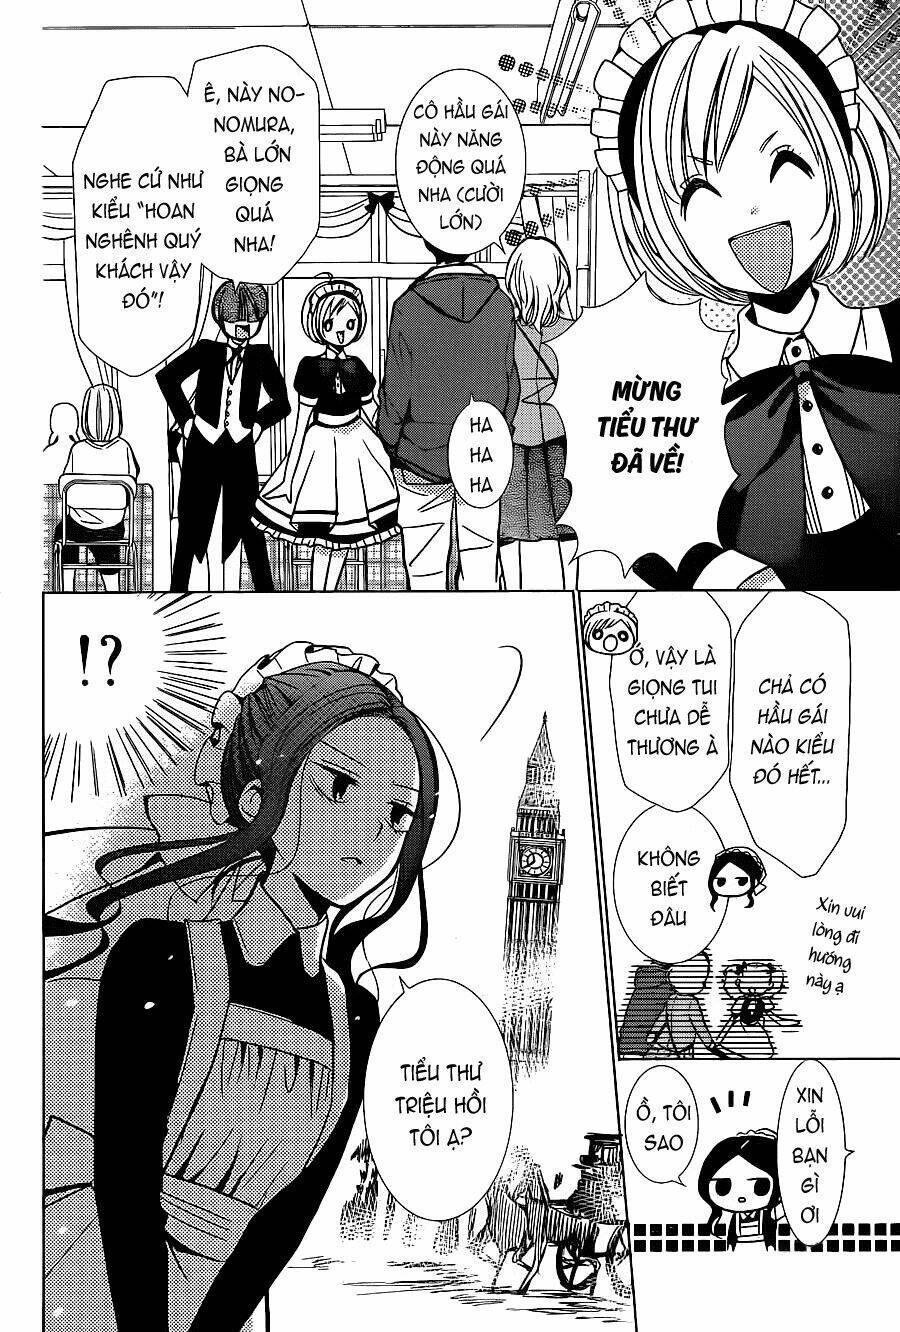 MỪNG
TIỂU THƯ
ĐÃ VỀ!
CÔ HẦU GÁI
NÀY NĂNG
ĐỘNG QUÁ
NHA (CƯỜI
LỚN)
HA
HA
HA
Ê, NÀY NO-
NOMURA,
BÀ LỚN
GIỌNG
QUÁ
NHA!
NGHE CỨ NHƯ
KIỂU "HOAN
NGHÊNH QUÝ
KHÁCH VẬY
ĐÓ"!
CHẢ CÓ
HẦU GÁI
NÀO KIỂU
ĐÓ HẾT...
Ớ, VẬY LÀ
GIỌNG TUI
CHƯA DỄ
THƯƠNG À
KHÔNG
BIẾT
ĐÂU
Xin vui
lòng đi
hướng
này ạ
XIN
LỖI
BẠN
GÌ
ƠI
Ồ, TÔI
SAO
!?
TIỂU THƯ
TRIỆU HỒI
TÔI Ạ?